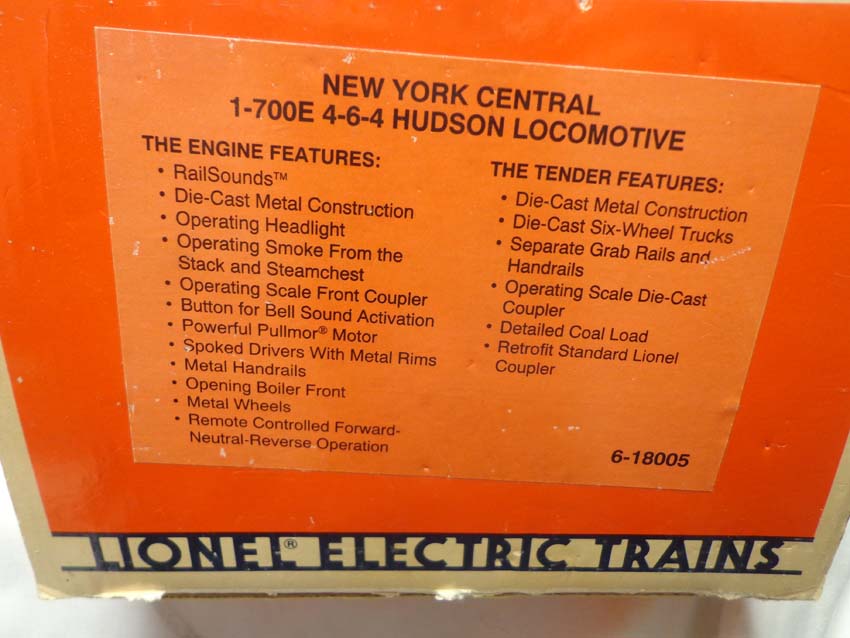 NEW YORK CENTRAL
1-700E 4-6-4 HUDSON LOCOMOTIVE
THE ENGINE FEATURES:
• RailSounds™
• Die-Cast Metal Construction
• Operating Headlight
• Operating Smoke From the
Stack and Steamchest
• Operating Scale Front Coupler
• Button for Bell Sound Activation
• Powerful Pullmor® Motor
• Spoked Drivers With Metal Rims
• Metal Handrails
• Opening Boiler Front
• Metal Wheels
• Remote Controlled Forward-
Neutral-Reverse Operation
THE TENDER FEATURES:
• Die-Cast Metal Construction
• Die-Cast Six-Wheel Trucks
• Separate Grab Rails and
Handrails
• Operating Scale Die-Cast
Coupler
• Detailed Coal Load
• Retrofit Standard Lionel
Coupler
6-18005
LIONEL® ELECTRIC TRAINS